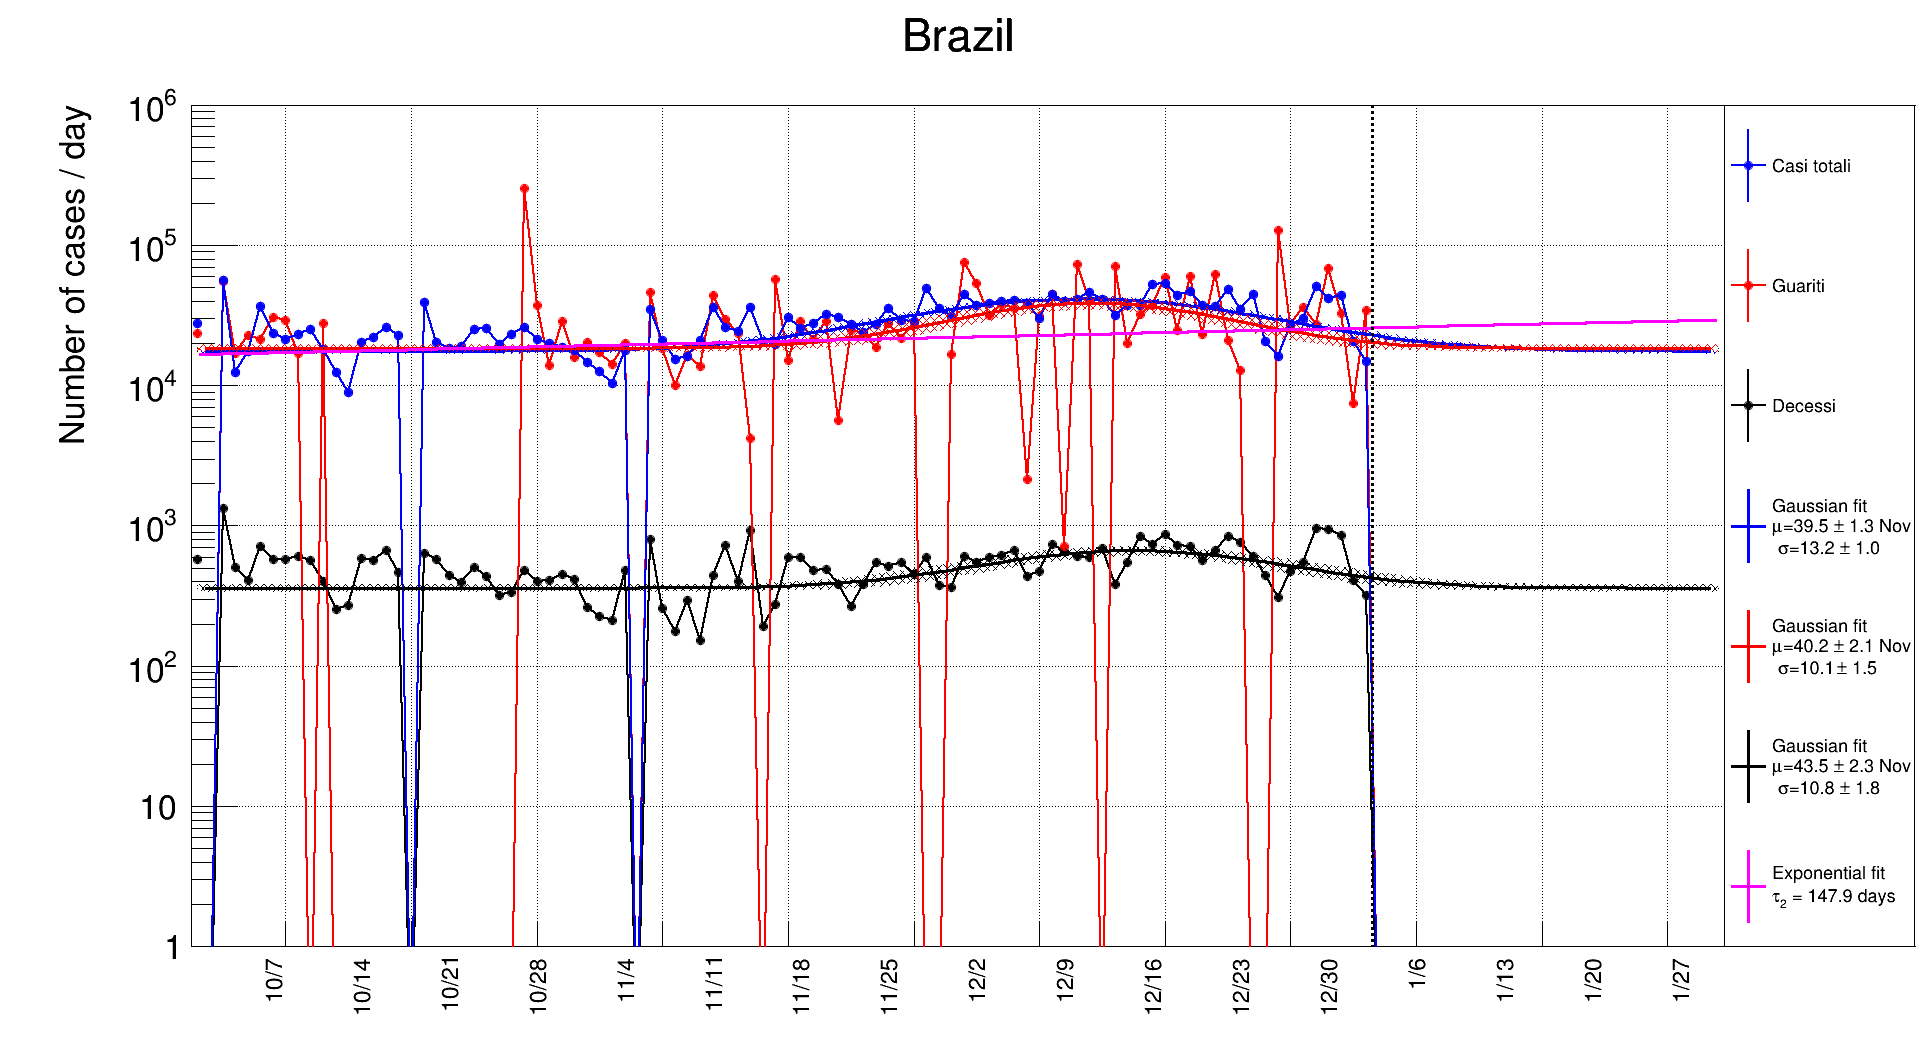 Brazil
Number of cases / day
10^6
10^5
10^4
10^3
10^2
10
1
10/7
10/14
10/21
10/28
11/4
11/11
11/18
11/25
12/2
12/9
12/16
12/23
12/30
1/6
1/13
1/20
1/27
Casi totali
Guariti
Decessi
Gaussian fit
μ=39.5 ± 1.3 Nov
σ=13.2 ± 1.0
Gaussian fit
μ=40.2 ± 2.1 Nov
σ=10.1 ± 1.5
Gaussian fit
μ=43.5 ± 2.3 Nov
σ=10.8 ± 1.8
Exponential fit
τ₂ = 147.9 days